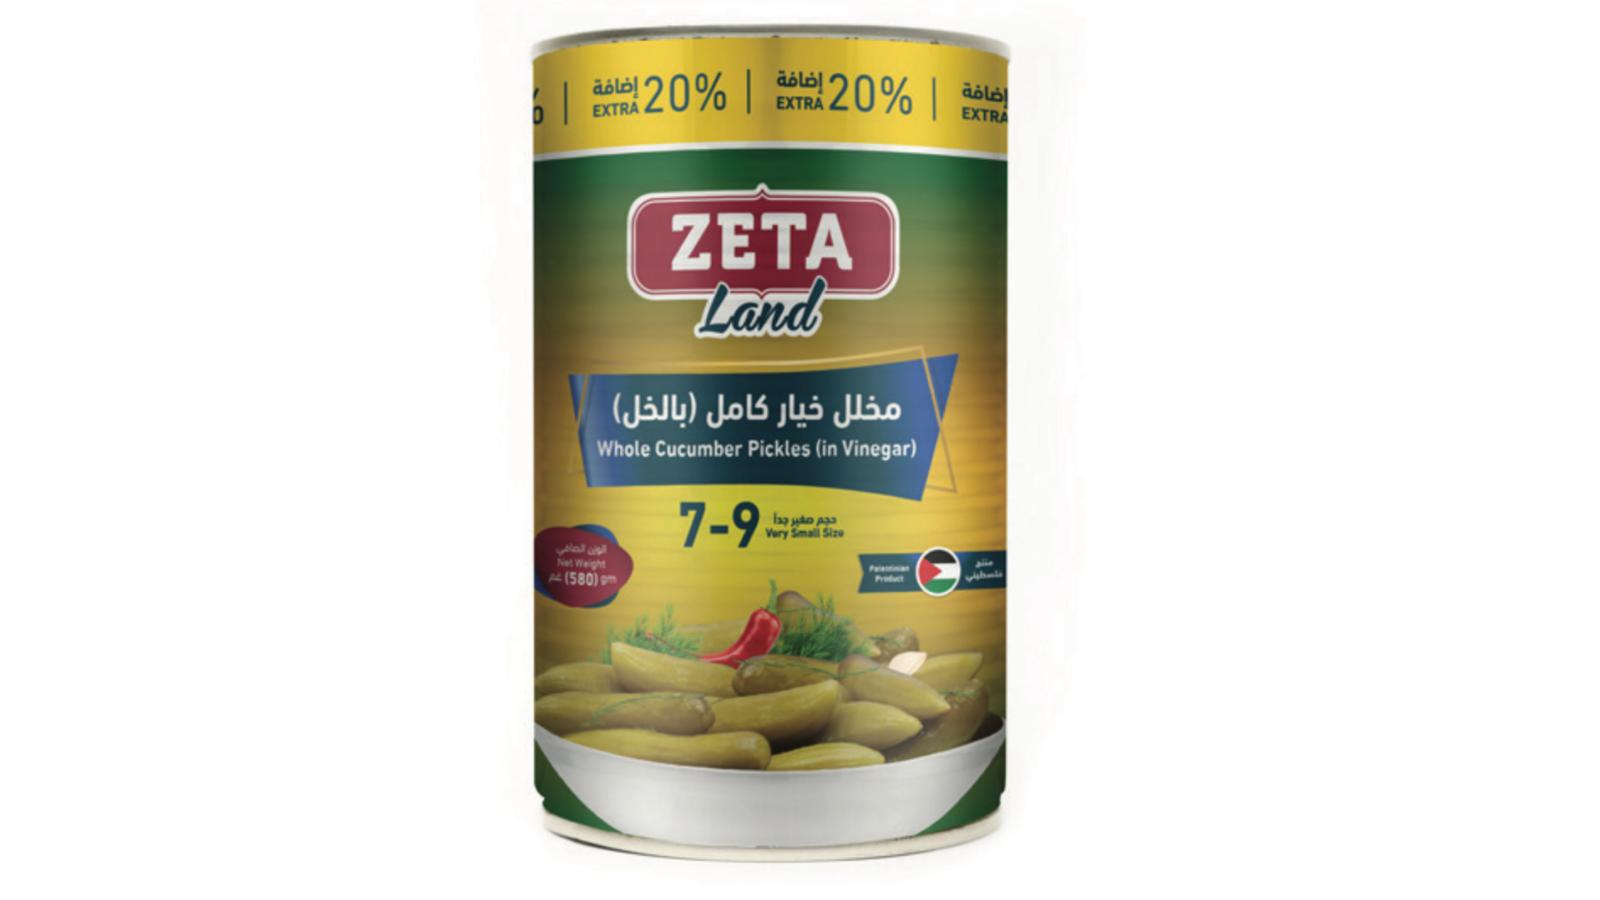 إضافة
EXTRA 20%
إضافة
EXTRA 20%
إضافة
EXTRA
ZETA
Land
مخلل خيار كامل (بالخل)
Whole Cucumber Pickles (in Vinegar)
7-9
حجم صغير جداً
Very Small Size
الوزن الصافي
Net Weight
غم (580) gm
Palestinian
Product
منتج
فلسطيني